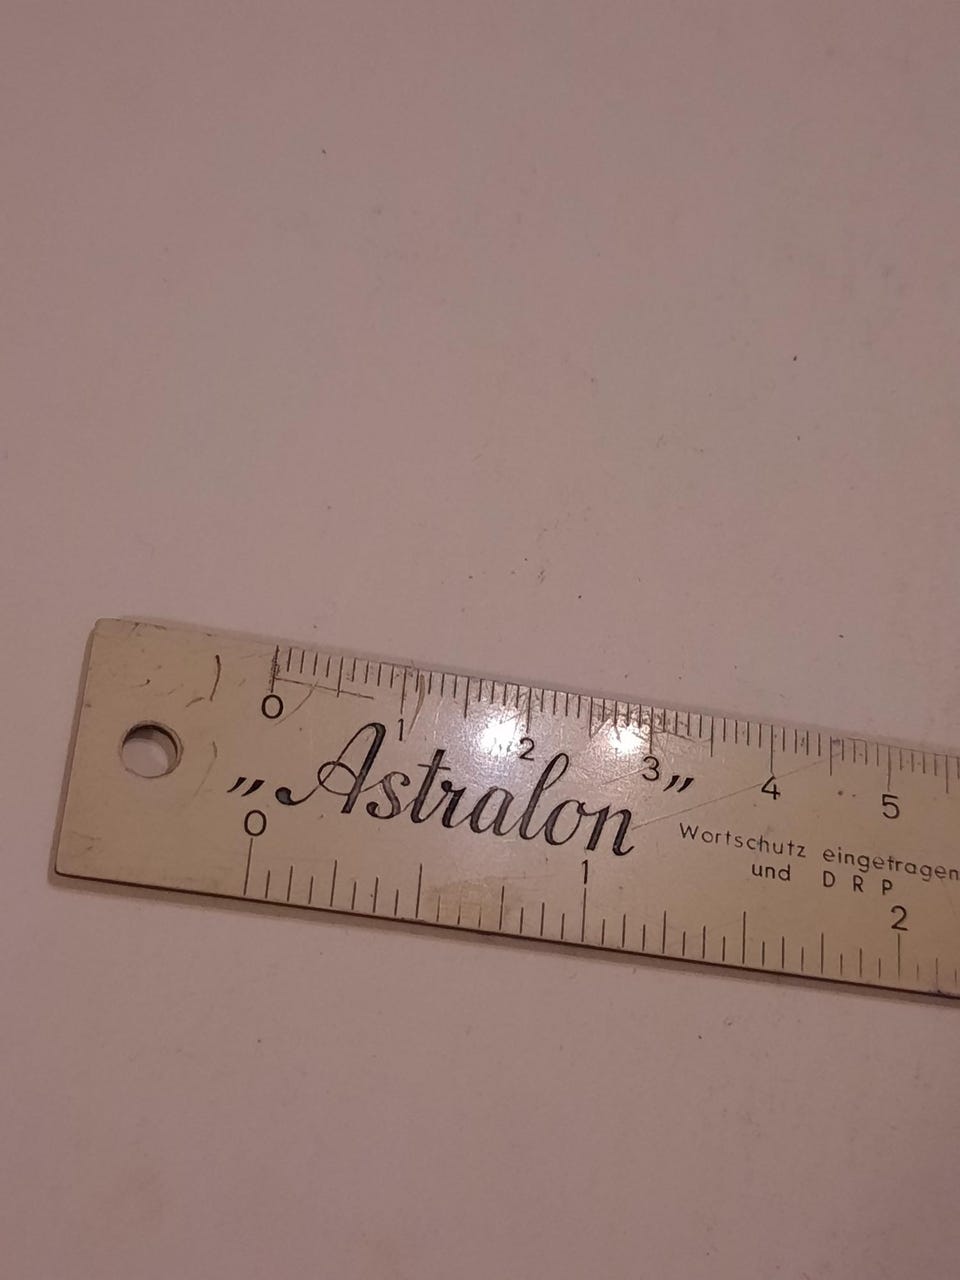 0 1 2 3 4 5
„Astralon”
Wortschutz eingetragen
und D R P
0 1 2